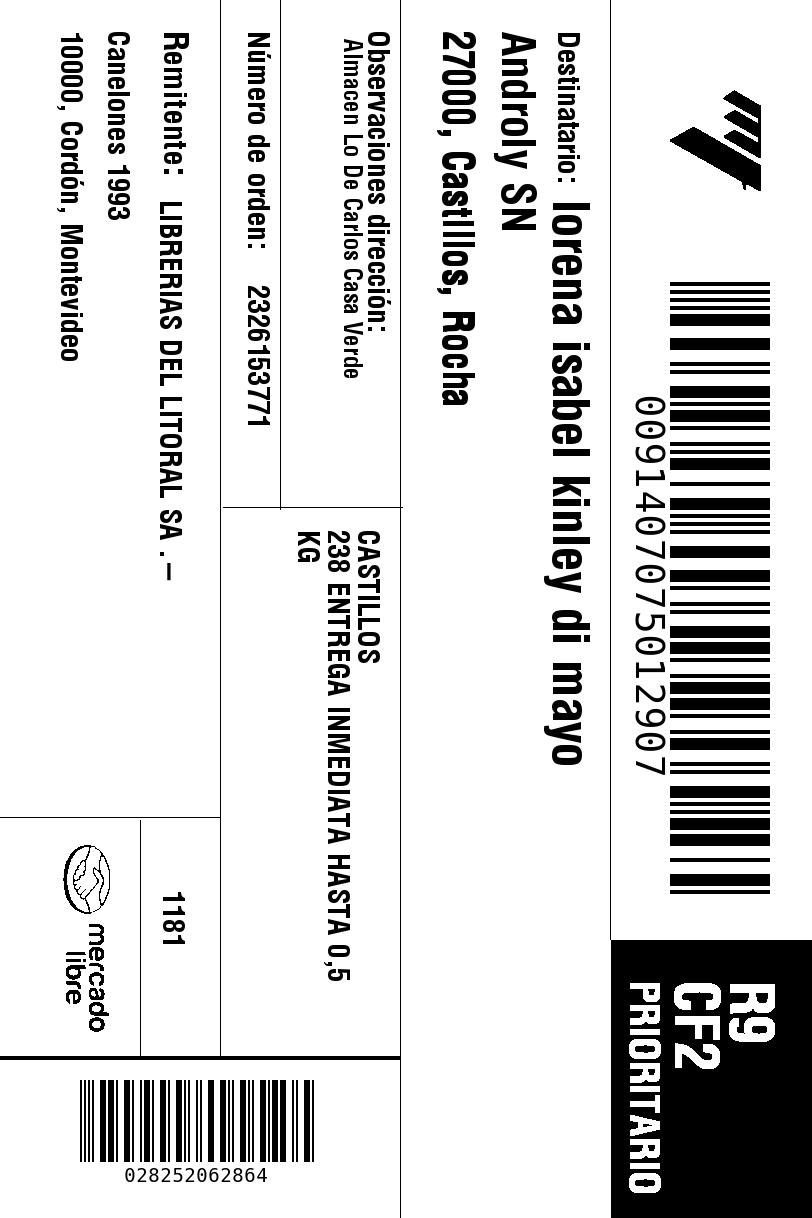 0091407075012907
R9
CF2
PRIORITARIO
Destinatario: lorena isabel kinley di mayo
Androly SN
27000, Castillos, Rocha
Observaciones dirección:
Almacen Lo De Carlos Casa Verde
CASTILLOS
238 ENTREGA INMEDIATA HASTA 0,5
KG
Número de orden: 2326153771
Remitente: LIBRERIAS DEL LITORAL SA .-
Canelones 1993
10000, Cordón, Montevideo
1181
mercado
libre
028252062864